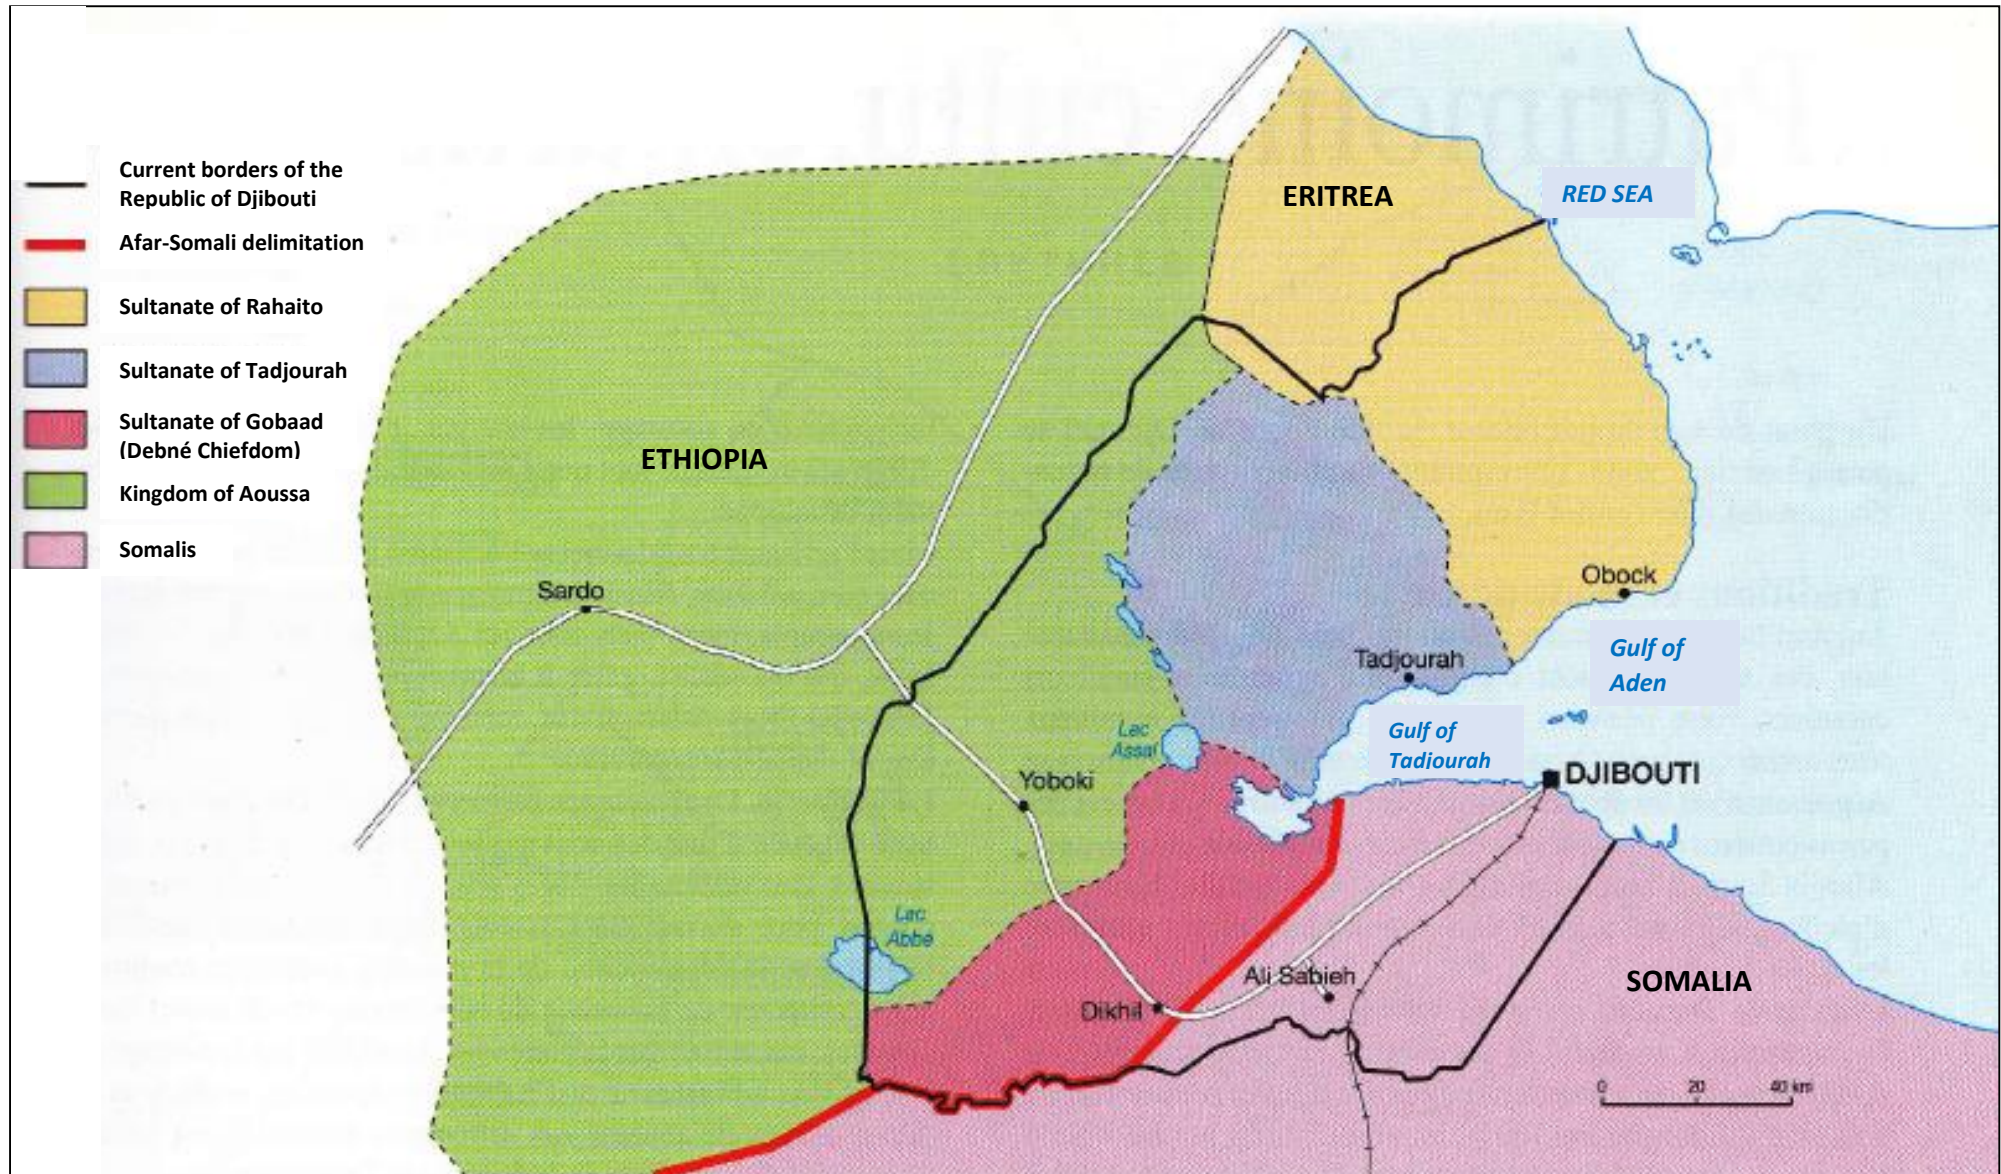 Current borders of the
Republic of Djibouti
Afar-Somali delimitation
Sultanate of Rahaito
Sultanate of Tadjourah
Sultanate of Gobaad
(Debné Chiefdom)
Kingdom of Aoussa
Somalis
ERITREA
RED SEA
ETHIOPIA
Sardo
Obock
Tadjourah
Gulf of
Aden
Lac
Assal
Gulf of
Tadjourah
DJIBOUTI
Yoboki
Lac
Abbé
Ali Sabieh
SOMALIA
Dikhil
0 20 40 km